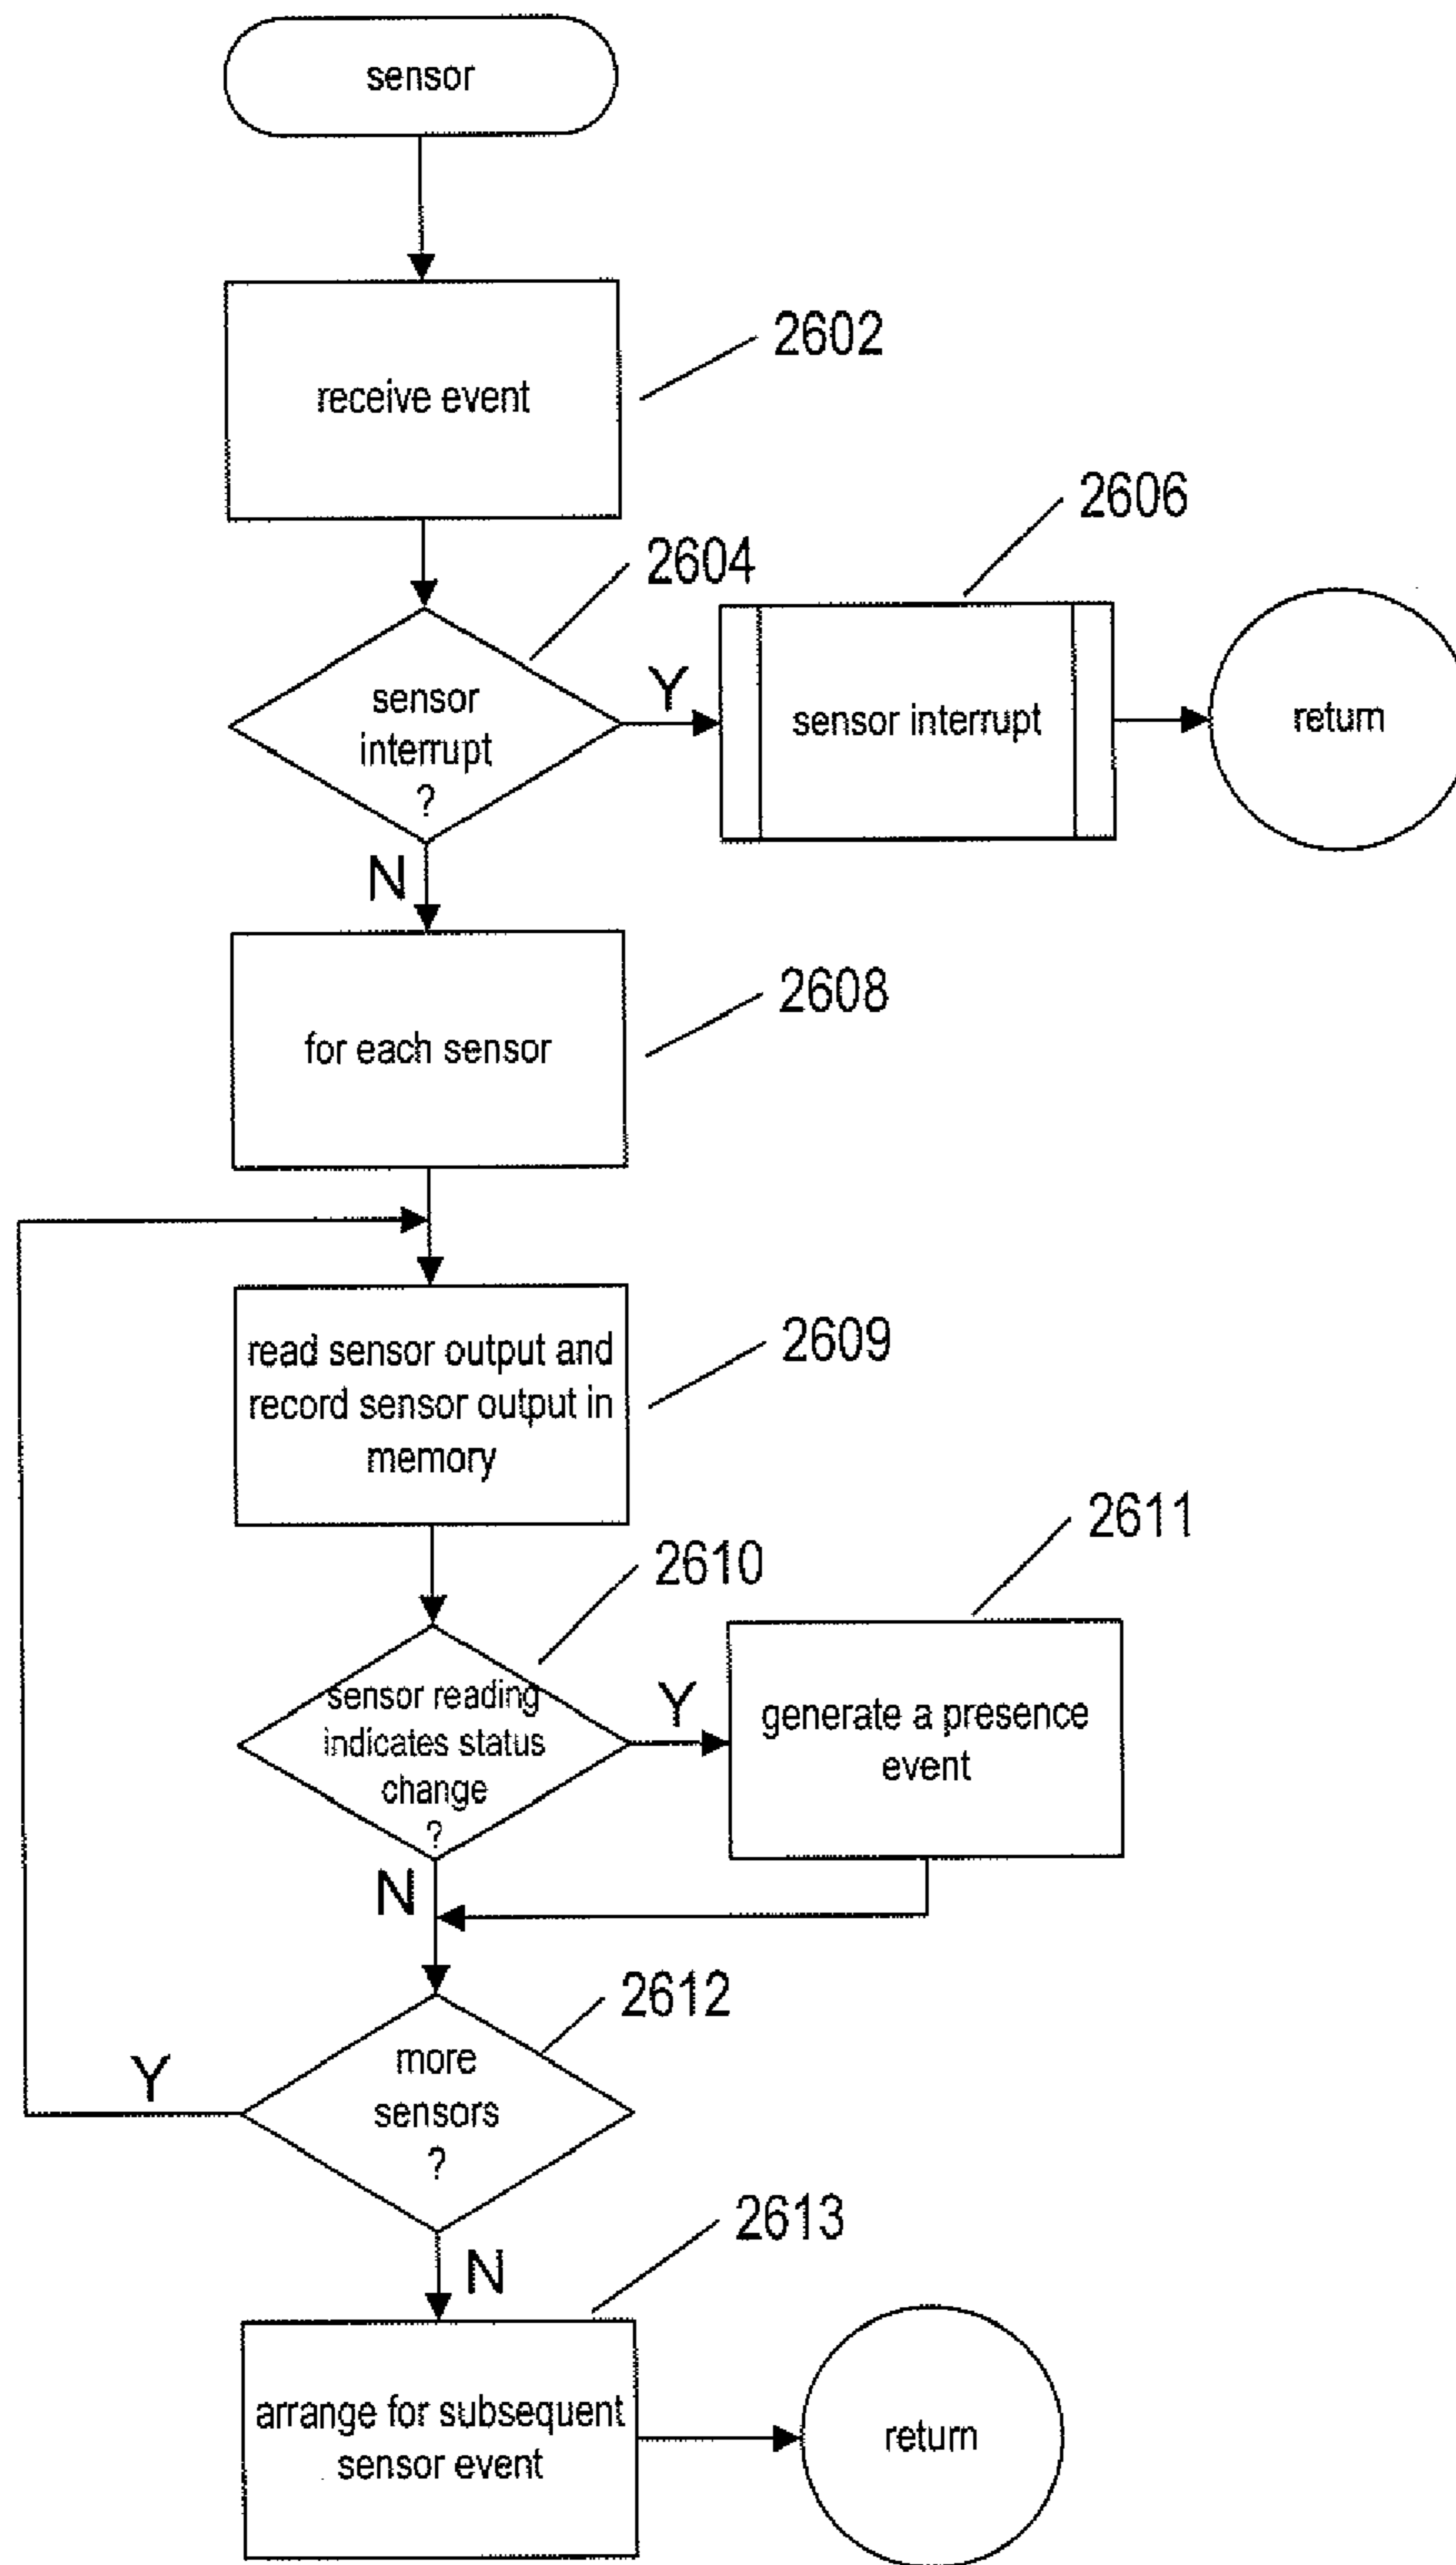 sensor
receive event
2602
2604
sensor
interrupt
?
Y
N
2606
sensor interrupt
return
for each sensor
2608
read sensor output and
record sensor output in
memory
2609
2610
sensor reading
indicates status
change
?
Y
N
2611
generate a presence
event
2612
more
sensors
?
Y
N
2613
arrange for subsequent
sensor event
return